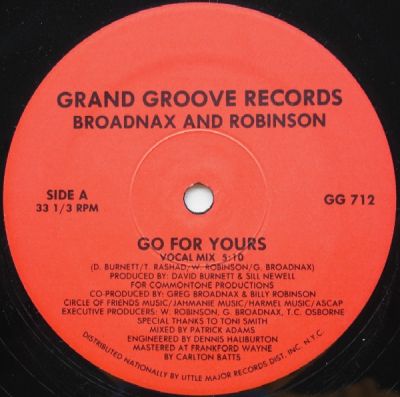 GRAND GROOVE RECORDS
BROADNAX AND ROBINSON
SIDE A
33 1/3 RPM
GG 712
GO FOR YOURS
VOCAL MIX 5:10
(D. BURNETT/T. RASHAD/W. ROBINSON/G. BROADNAX)
PRODUCED BY: DAVID BURNETT & SILL NEWELL
FOR COMMONTONE PRODUCTIONS
CO-PRODUCED BY: GREG BROADNAX & BILLY ROBINSON
CIRCLE OF FRIENDS MUSIC/JAHMANIE MUSIC/HARMEL MUSIC/ASCAP
EXECUTIVE PRODUCERS: W. ROBINSON, G. BROADNAX, T.C. OSBORNE
SPECIAL THANKS TO TONI SMITH
MIXED BY PATRICK ADAMS
ENGINEERED BY DENNIS HALIBURTON
MASTERED AT FRANKFORD WAYNE
BY CARLTON BATTS
DISTRIBUTED NATIONALLY BY LITTLE MAJOR RECORDS DIST. INC. N.Y.C.